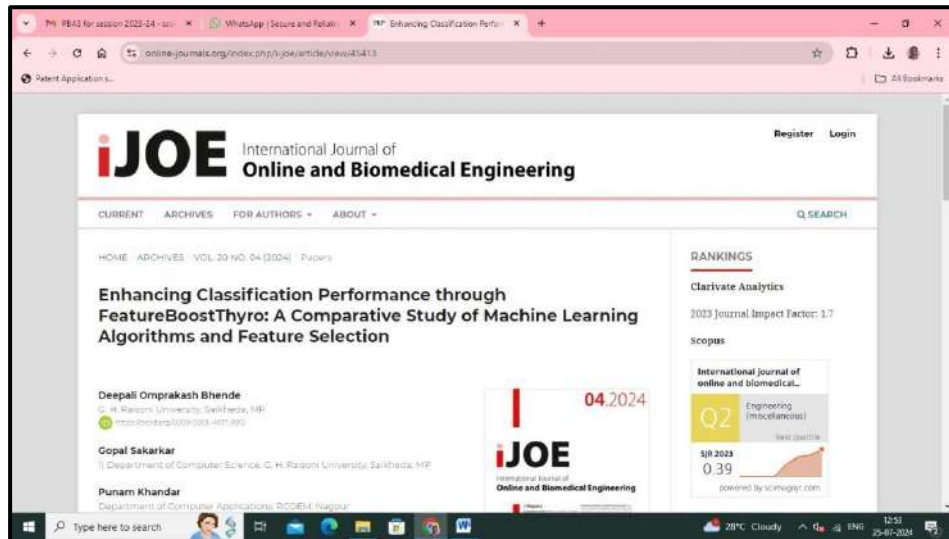 PBAS for session 2023-24 -
WhatsApp | Secure and Reliable
Enhancing Classification Perfor
online-journals.org/index.php/i-joe/article/view/45413
Patent Applications...
All Bookmarks
Register Login
iJOE International Journal of
Online and Biomedical Engineering
CURRENT ARCHIVES FOR AUTHORS ABOUT
SEARCH
HOME ARCHIVES VOL. 20 NO. 04 (2024) Papers
Enhancing Classification Performance through
FeatureBoostThyro: A Comparative Study of Machine Learning
Algorithms and Feature Selection
Deepali Omprakash Bhende
G. H. Raisoni University, Saikheda, MP
Gopal Sakarkar
1) Department of Computer Science, G. H. Raisoni University, Saikheda, MP
Punam Khandar
Department of Computer Applications, RCOEM, Nagpur
04.2024
iJOE
International Journal of
Online and Biomedical Engineering
RANKINGS
Clarivate Analytics
2023 Journal Impact Factor: 1.7
Scopus
International journal of
online and biomedical...
Q2
Engineering
(miscellaneous)
best quartile
SJR 2023
0.39
powered by scimagojr.com
Type here to search
28°C Cloudy
ENG
12:53
25-07-2024